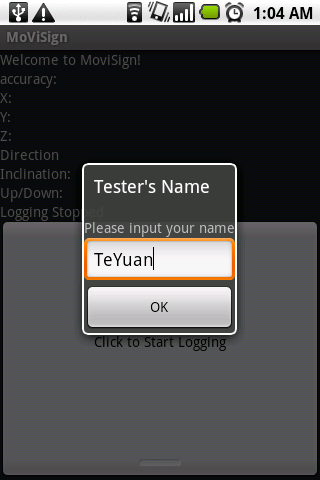 1:04 AM
MoViSign
Welcome to MoviSign!
accuracy:
X:
Y:
Z:
Direction
Inclination:
Up/Down:
Logging Stopped
Tester's Name
Please input your name
TeYuan
OK
Click to Start Logging